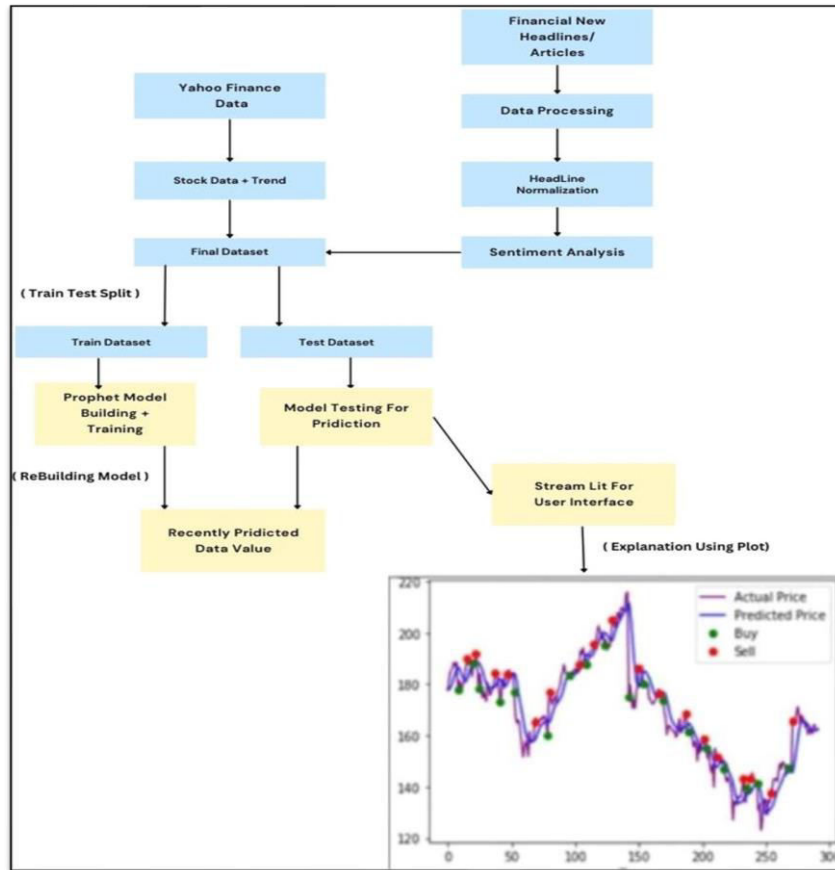 Financial New
Headlines/
Articles
Yahoo Finance
Data
Data Processing
Stock Data + Trend
HeadLine
Normalization
Final Dataset
Sentiment Analysis
( Train Test Split )
Train Dataset
Test Dataset
Prophet Model
Building +
Training
Model Testing For
Pridiction
( ReBuilding Model )
Stream Lit For
User Interface
Recently Pridicted
Data Value
( Explanation Using Plot)
220
200
180
160
140
120
Actual Price
Predicted Price
Buy
Sell
0
50
100
150
200
250
300